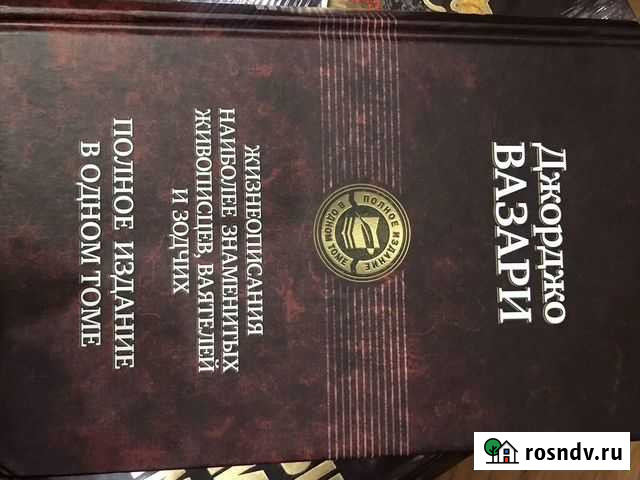 Джорджо
ВАЗАРИ
ПОЛНОЕ ИЗДАНИЕ
В ОДНОМ ТОМЕ
ЖИЗНЕОПИСАНИЯ
НАИБОЛЕЕ ЗНАМЕНИТЫХ
ЖИВОПИСЦЕВ, ВАЯТЕЛЕЙ
И ЗОДЧИХ
ПОЛНОЕ ИЗДАНИЕ
В ОДНОМ ТОМЕ
rosndv.ru